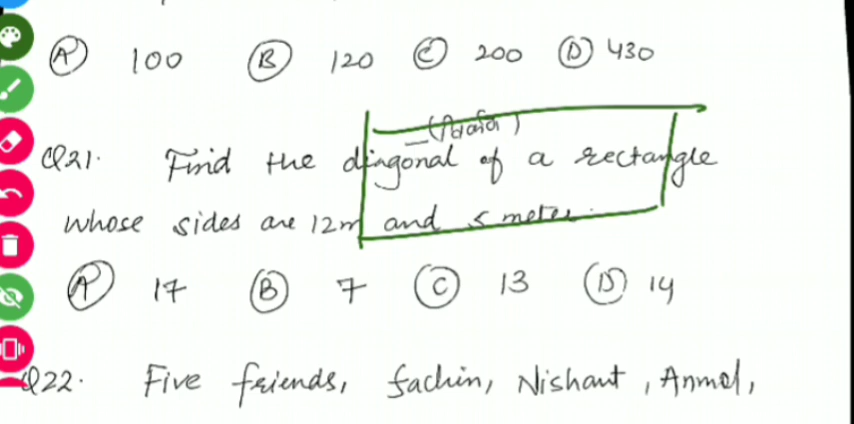 (A) 100 (B) 120 (C) 200 (D) 430
Q21. Find the diagonal of a rectangle
whose sides are 12m and 5 meter.
(A) 17 (B) 7 (C) 13 (D) 14
Q22. Five friends, Sachin, Nishant, Anmol,